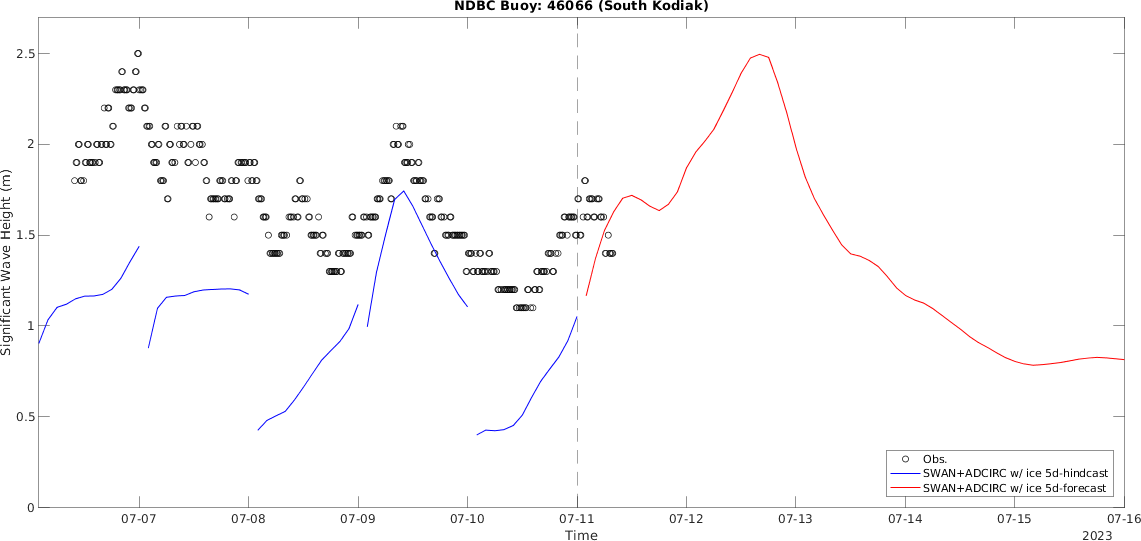 NDBC Buoy: 46066 (South Kodiak)
Significant Wave Height (m)
2.5
2
1.5
1
0.5
0
07-07
07-08
07-09
07-10
07-11
07-12
07-13
07-14
07-15
07-16
Time
2023
Obs.
SWAN+ADCIRC w/ ice 5d-hindcast
SWAN+ADCIRC w/ ice 5d-forecast